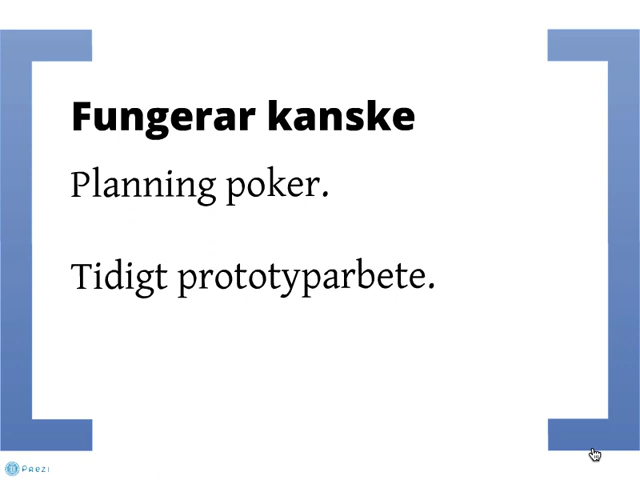 Fungerar kanske
Planning poker.
Tidigt prototyparbete.
Prezi